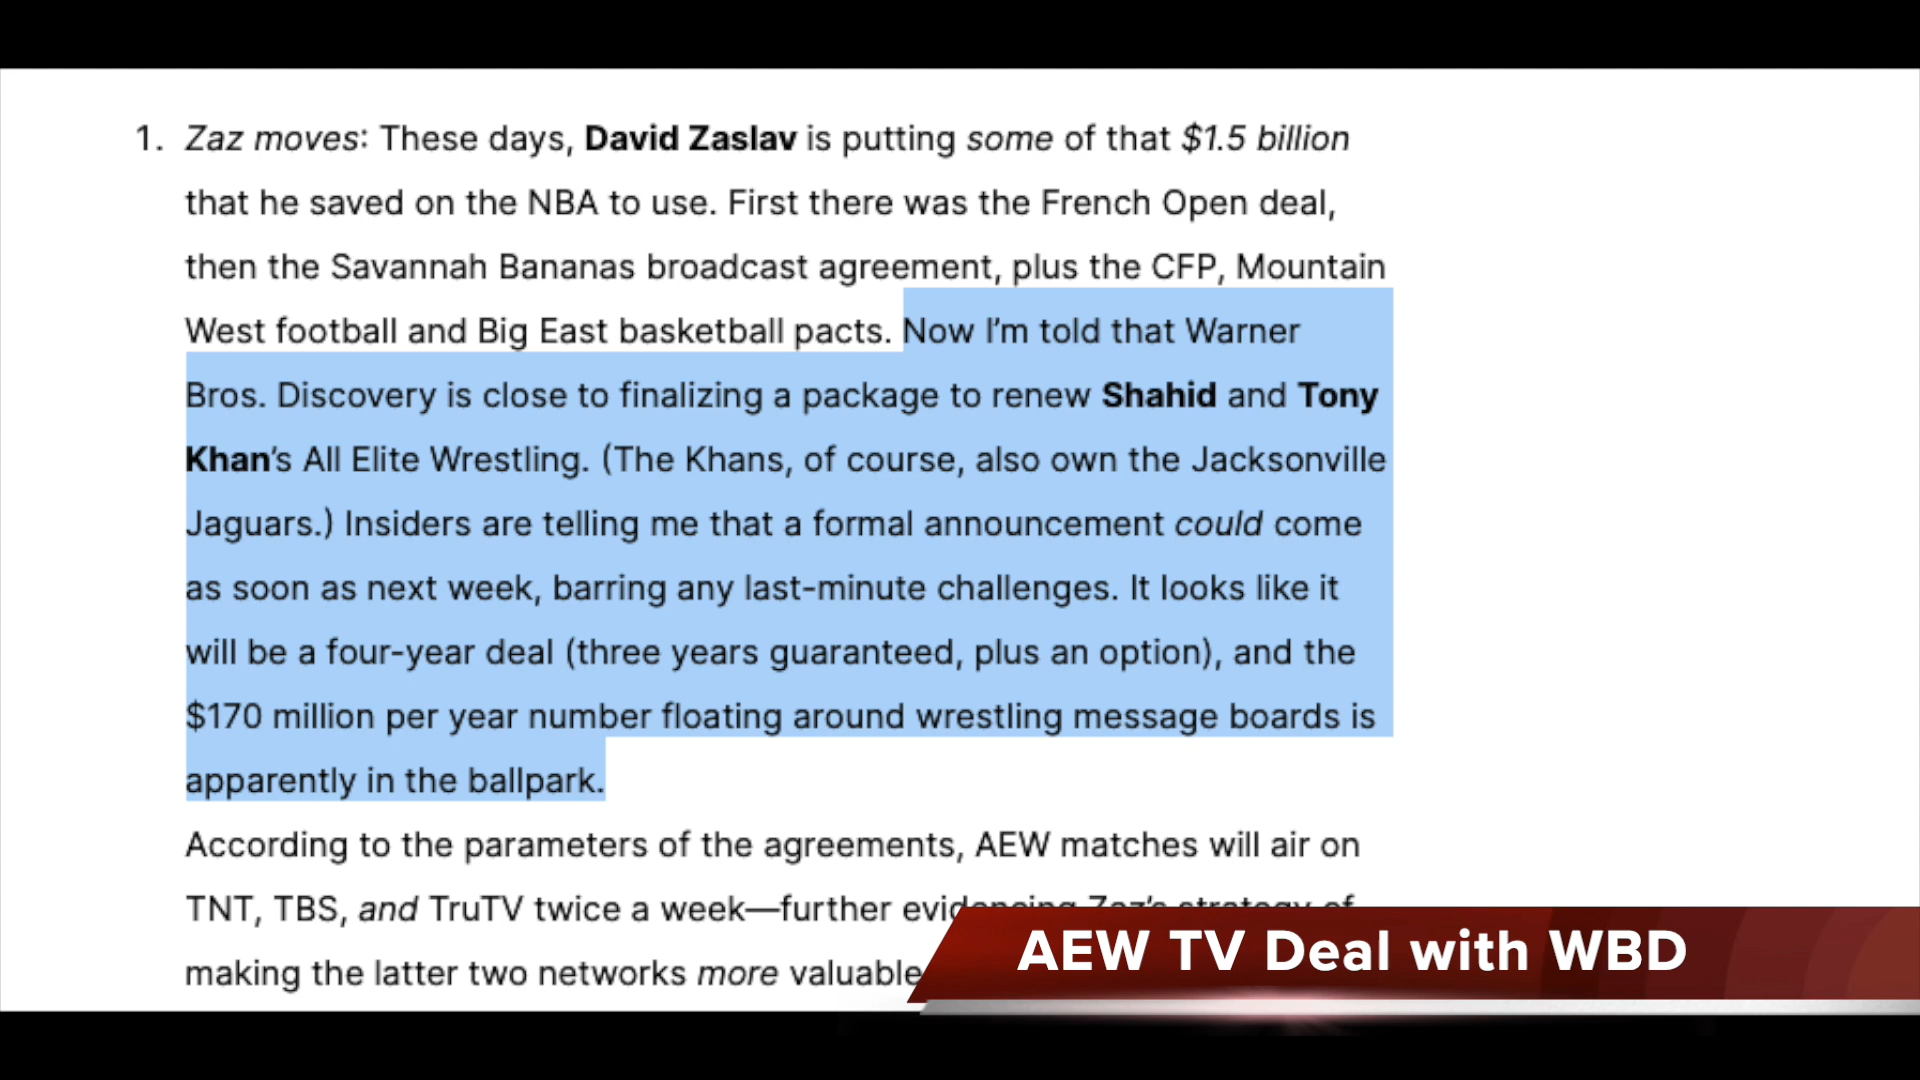 1. Zaz moves: These days, David Zaslav is putting some of that $1.5 billion
that he saved on the NBA to use. First there was the French Open deal,
then the Savannah Bananas broadcast agreement, plus the CFP, Mountain
West football and Big East basketball pacts. Now I’m told that Warner
Bros. Discovery is close to finalizing a package to renew Shahid and Tony
Khan’s All Elite Wrestling. (The Khans, of course, also own the Jacksonville
Jaguars.) Insiders are telling me that a formal announcement could come
as soon as next week, barring any last-minute challenges. It looks like it
will be a four-year deal (three years guaranteed, plus an option), and the
$170 million per year number floating around wrestling message boards is
apparently in the ballpark.
According to the parameters of the agreements, AEW matches will air on
TNT, TBS, and TruTV twice a week—further evidencing Zaz’s strategy of
making the latter two networks more valuable
AEW TV Deal with WBD